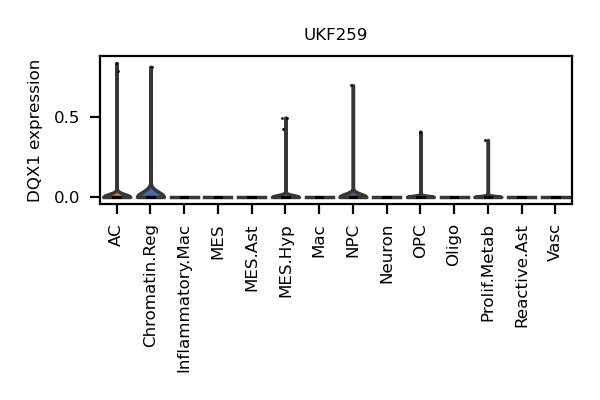 UKF259
DQX1 expression
0.5
0.0
AC
Chromatin.Reg
Inflammatory.Mac
MES
MES.Ast
MES.Hyp
Mac
NPC
Neuron
OPC
Oligo
Prolif.Metab
Reactive.Ast
Vasc